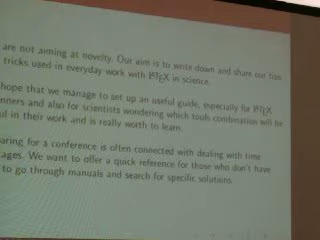 are not aiming at novelty. Our aim is to write down and share our tips
tricks used in everyday work with LATEX in science.
hope that we manage to set up an useful guide, especially for LATEX
nners and also for scientists wondering which tools combination will be
ul in their work and is really worth to learn.
aring for a conference is often connected with dealing with time
ages. We want to offer a quick reference for those who don't have
to go through manuals and search for specific solutions.